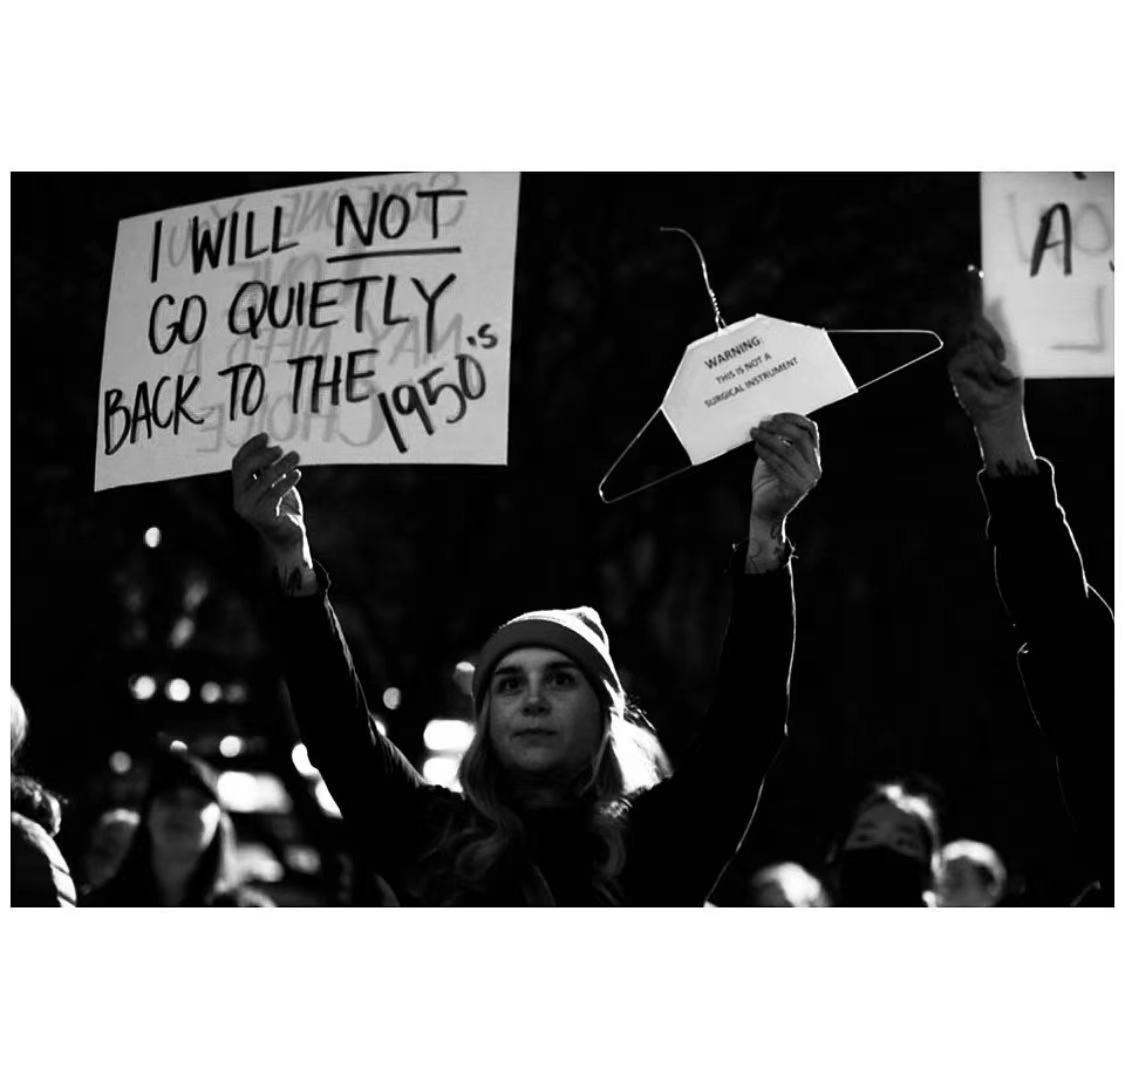 I WILL NOT
GO QUIETLY
BACK TO THE
1950's
WARNING:
THIS IS NOT A
SURGICAL INSTRUMENT
A